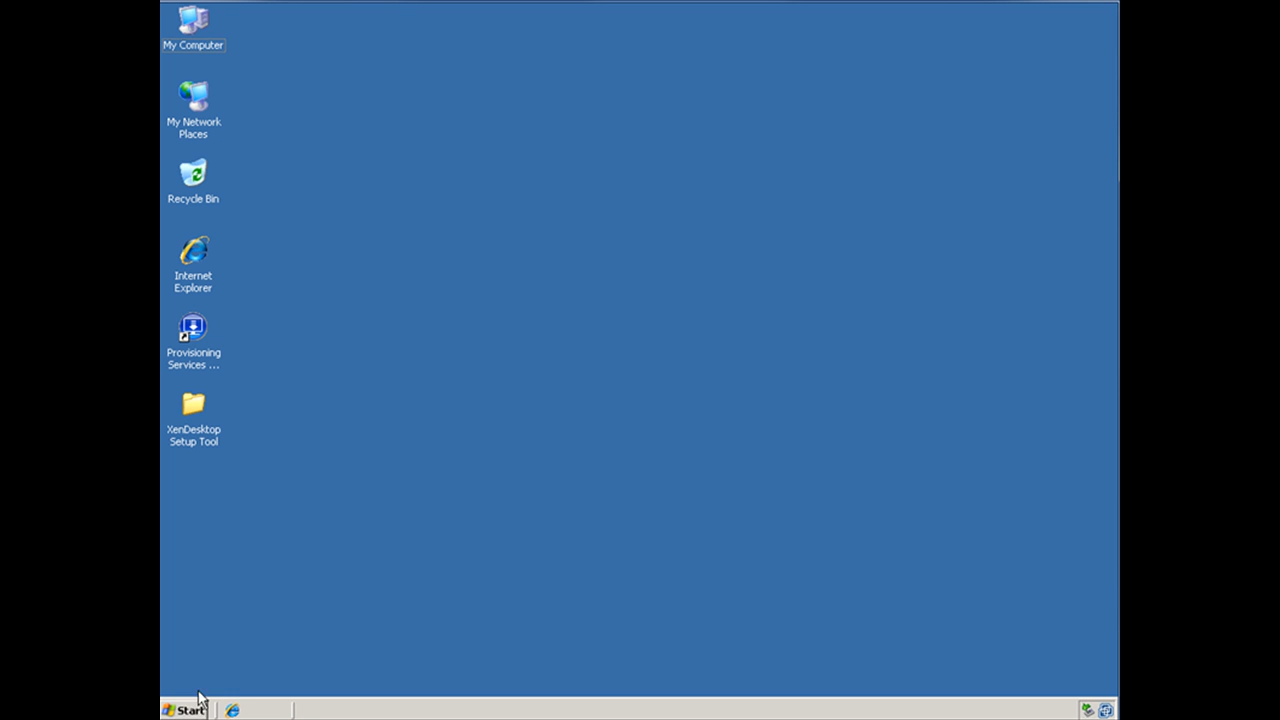 My Computer
My Network
Places
Recycle Bin
Internet
Explorer
Provisioning
Services ...
XenDesktop
Setup Tool
Start